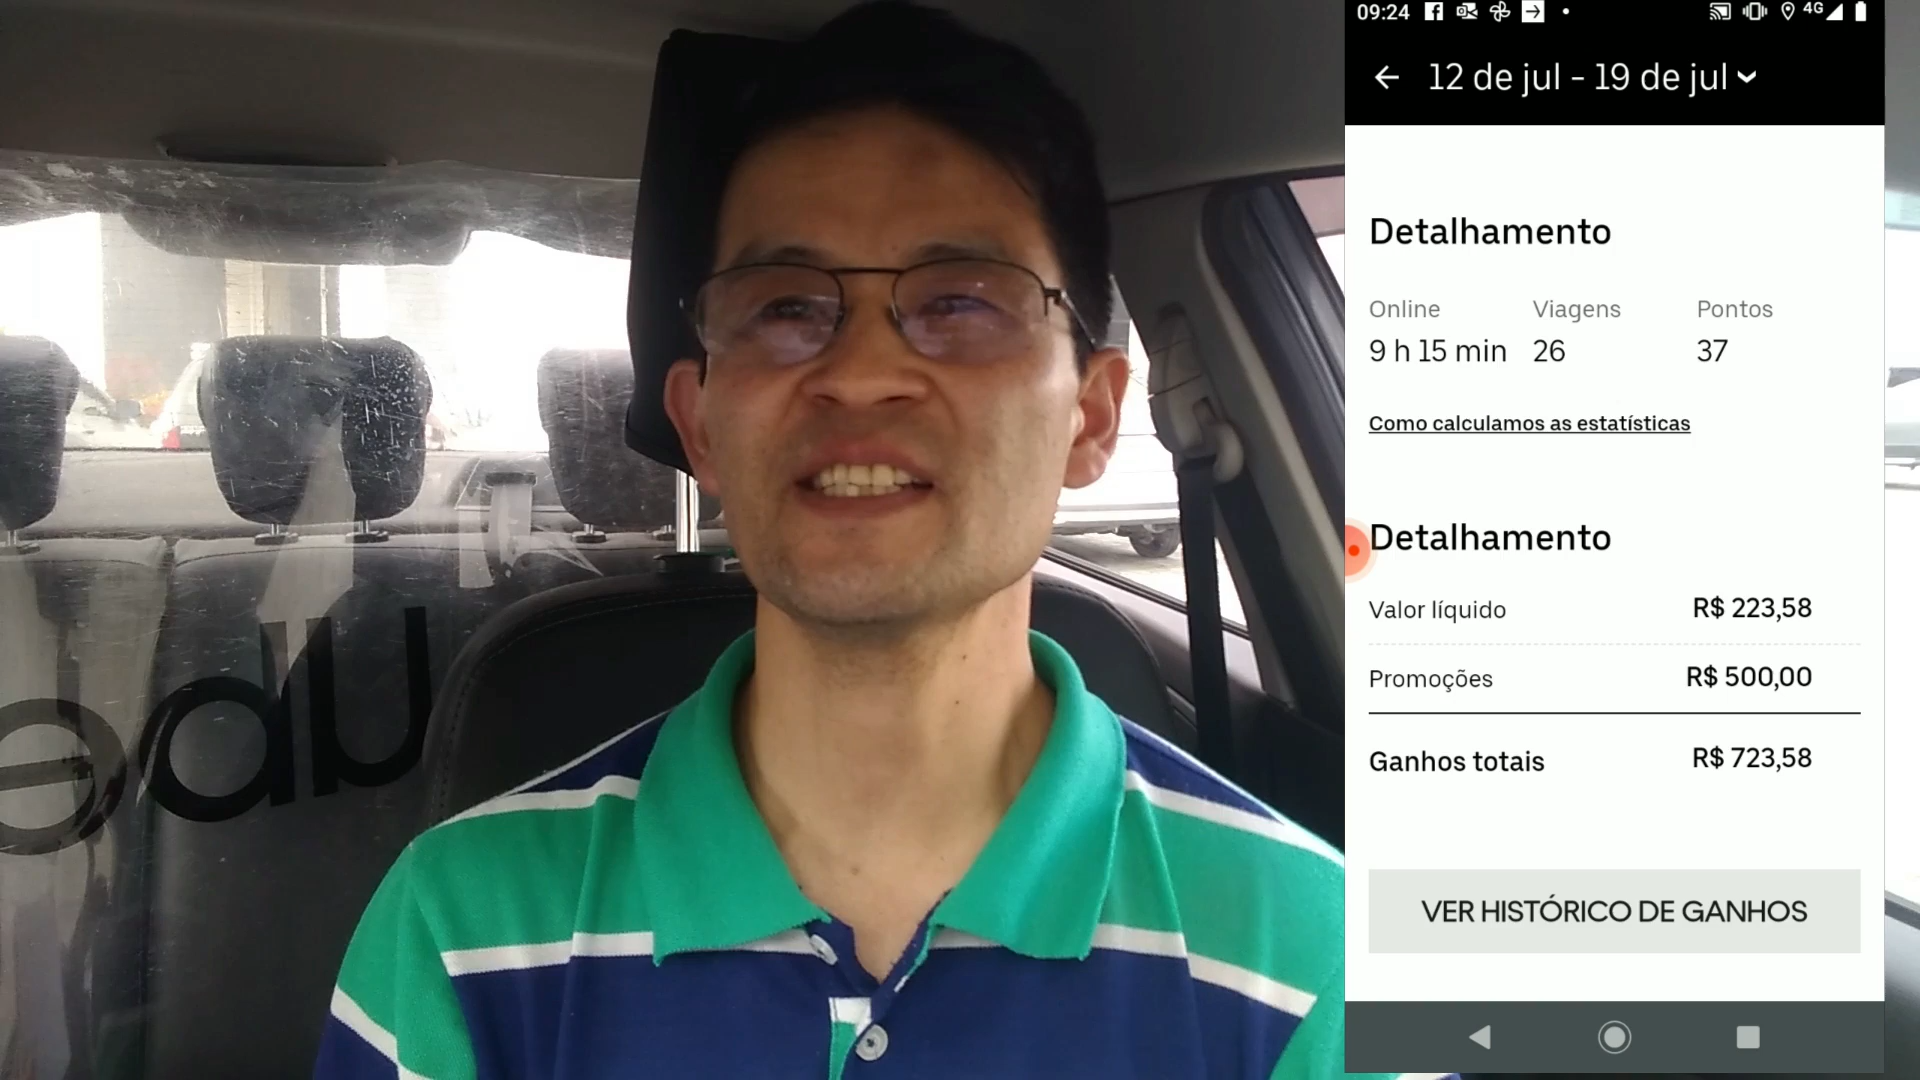 09:24
4G
12 de jul - 19 de jul
Detalhamento
Online Viagens Pontos
9 h 15 min 26 37
Como calculamos as estatísticas
Detalhamento
Valor líquido R$ 223,58
Promoções R$ 500,00
Ganhos totais R$ 723,58
VER HISTÓRICO DE GANHOS